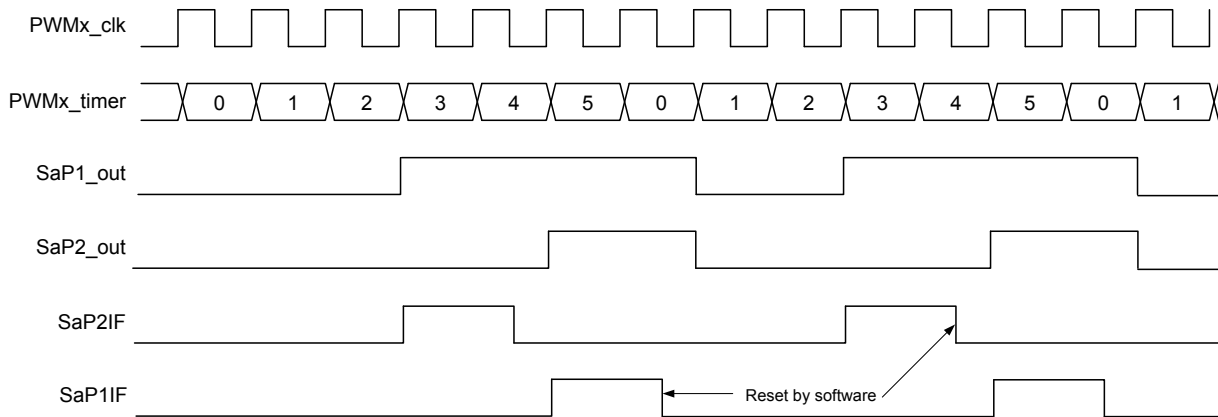 PWMx_clk
PWMx_timer 0 1 2 3 4 5 0 1 2 3 4 5 0 1
SaP1_out
SaP2_out
SaP2IF
SaP1IF Reset by software